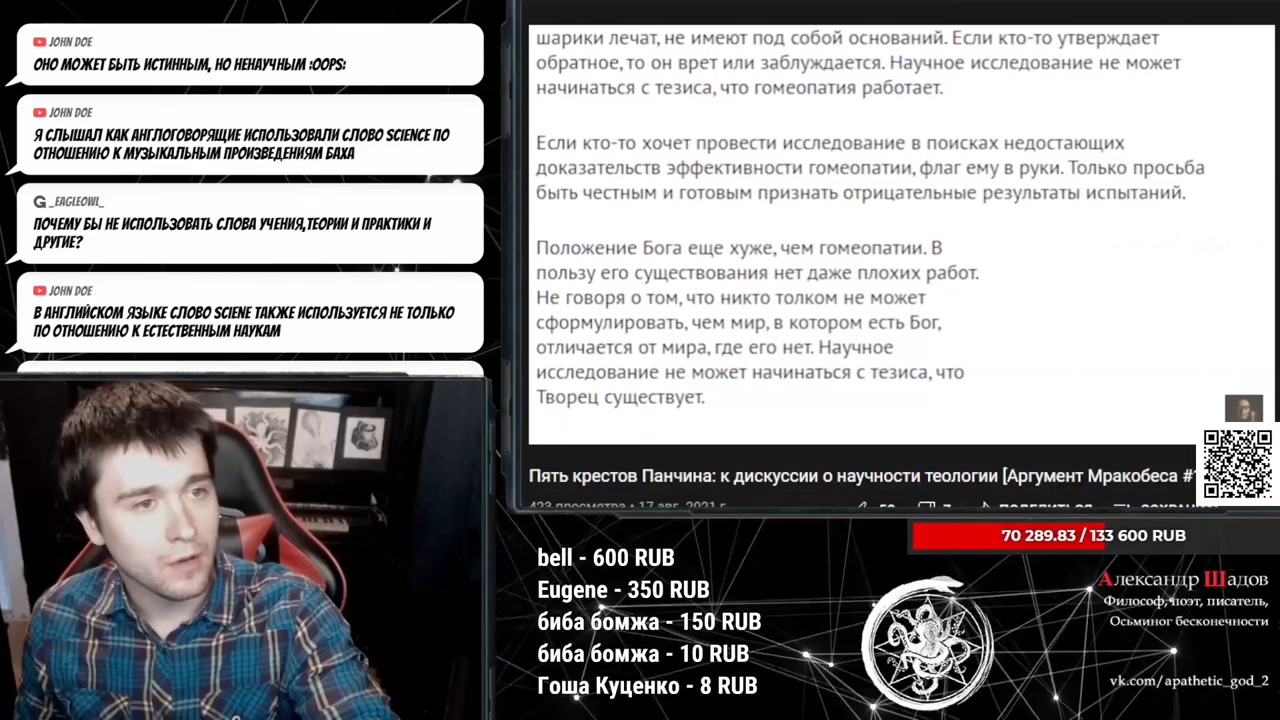 JOHN DOE
ОНО МОЖЕТ БЫТЬ ИСТИННЫМ, НО НЕНАУЧНЫМ :OOPS:
JOHN DOE
Я СЛЫШАЛ КАК АНГЛОГОВОРЯЩИЕ ИСПОЛЬЗОВАЛИ СЛОВО SCIENCE ПО
ОТНОШЕНИЮ К МУЗЫКАЛЬНЫМ ПРОИЗВЕДЕНИЯМ БАХА
_EAGLEOWL_
ПОЧЕМУ БЫ НЕ ИСПОЛЬЗОВАТЬ СЛОВА УЧЕНИЯ,ТЕОРИИ И ПРАКТИКИ И
ДРУГИЕ?
JOHN DOE
В АНГЛИЙСКОМ ЯЗЫКЕ СЛОВО SCIENE ТАКЖЕ ИСПОЛЬЗУЕТСЯ НЕ ТОЛЬКО
ПО ОТНОШЕНИЮ К ЕСТЕСТВЕННЫМ НАУКАМ
шарики лечат, не имеют под собой оснований. Если кто-то утверждает
обратное, то он врет или заблуждается. Научное исследование не может
начинаться с тезиса, что гомеопатия работает.
Если кто-то хочет провести исследование в поисках недостающих
доказательств эффективности гомеопатии, флаг ему в руки. Только просьба
быть честным и готовым признать отрицательные результаты испытаний.
Положение Бога еще хуже, чем гомеопатии. В
пользу его существования нет даже плохих работ.
Не говоря о том, что никто толком не может
сформулировать, чем мир, в котором есть Бог,
отличается от мира, где его нет. Научное
исследование не может начинаться с тезиса, что
Творец существует.
Пять крестов Панчина: к дискуссии о научности теологии [Аргумент Мракобеса #
423 просмотра • 17 авг. 2021 г.
ПОДЕЛИТЬСЯ
70 289.83 / 133 600 RUB
bell - 600 RUB
Eugene - 350 RUB
биба бомжа - 150 RUB
биба бомжа - 10 RUB
Гоша Куценко - 8 RUB
Александр Шадов
Философ, поэт, писатель,
Осьминог бесконечности
vk.com/apathetic_god_2